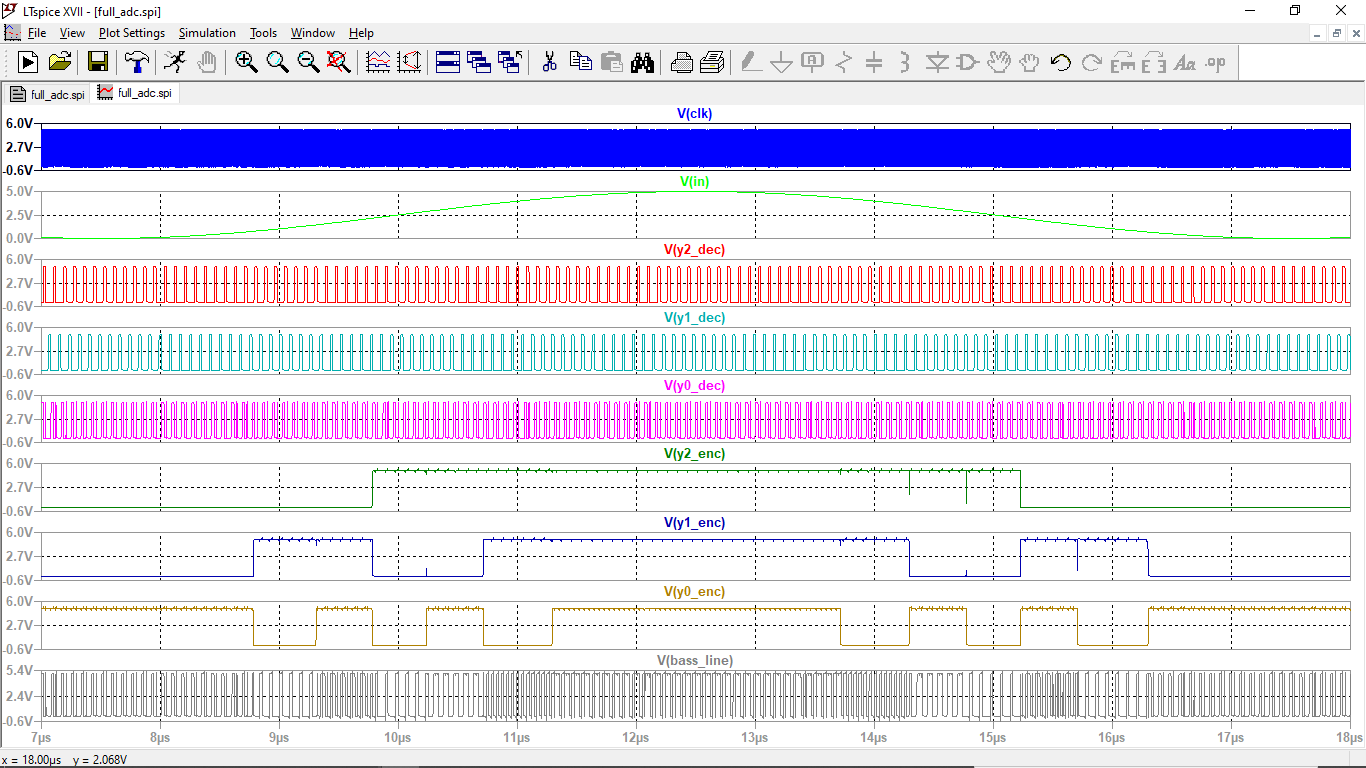 LTspice XVII - [full_adc.spi]
File View Plot Settings Simulation Tools Window Help
full_adc.spi full_adc.spi
V(clk)
6.0V
2.7V
-0.6V
V(in)
5.0V
2.5V
0.0V
V(y2_dec)
6.0V
2.7V
-0.6V
V(y1_dec)
6.0V
2.7V
-0.6V
V(y0_dec)
6.0V
2.7V
-0.6V
V(y2_enc)
6.0V
2.7V
-0.6V
V(y1_enc)
6.0V
2.7V
-0.6V
V(y0_enc)
6.0V
2.7V
-0.6V
V(bass_line)
5.4V
2.4V
-0.6V
7µs 8µs 9µs 10µs 11µs 12µs 13µs 14µs 15µs 16µs 17µs 18µs
x = 18.00µs y = 2.068V